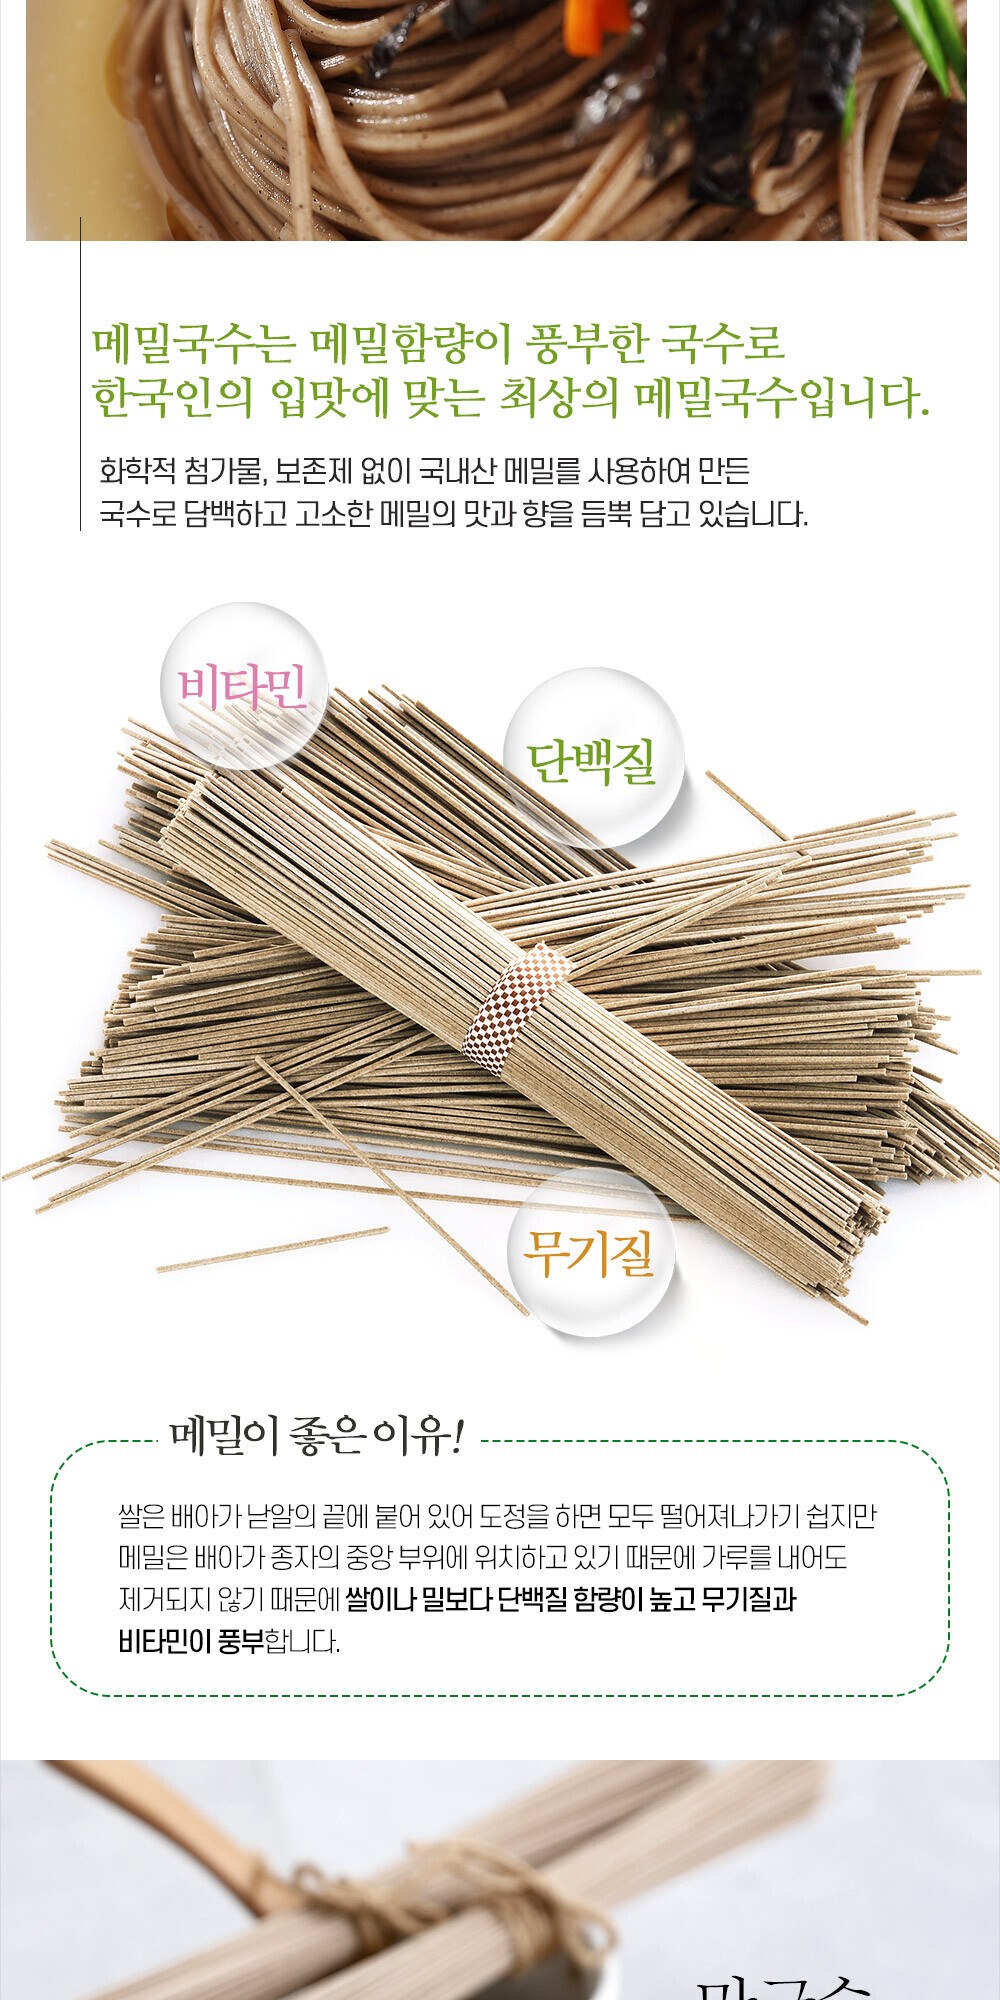 메밀국수는 메밀함량이 풍부한 국수로
한국인의 입맛에 맞는 최상의 메밀국수입니다.
화학적 첨가물, 보존제 없이 국내산 메밀를 사용하여 만든
국수로 담백하고 고소한 메밀의 맛과 향을 듬뿍 담고 있습니다.
비타민
단백질
무기질
메밀이 좋은 이유!
쌀은 배아가 낟알의 끝에 붙어 있어 도정을 하면 모두 떨어져나가기 쉽지만
메밀은 배아가 종자의 중앙 부위에 위치하고 있기 때문에 가루를 내어도
제거되지 않기 때문에 쌀이나 밀보다 단백질 함량이 높고 무기질과
비타민이 풍부합니다.